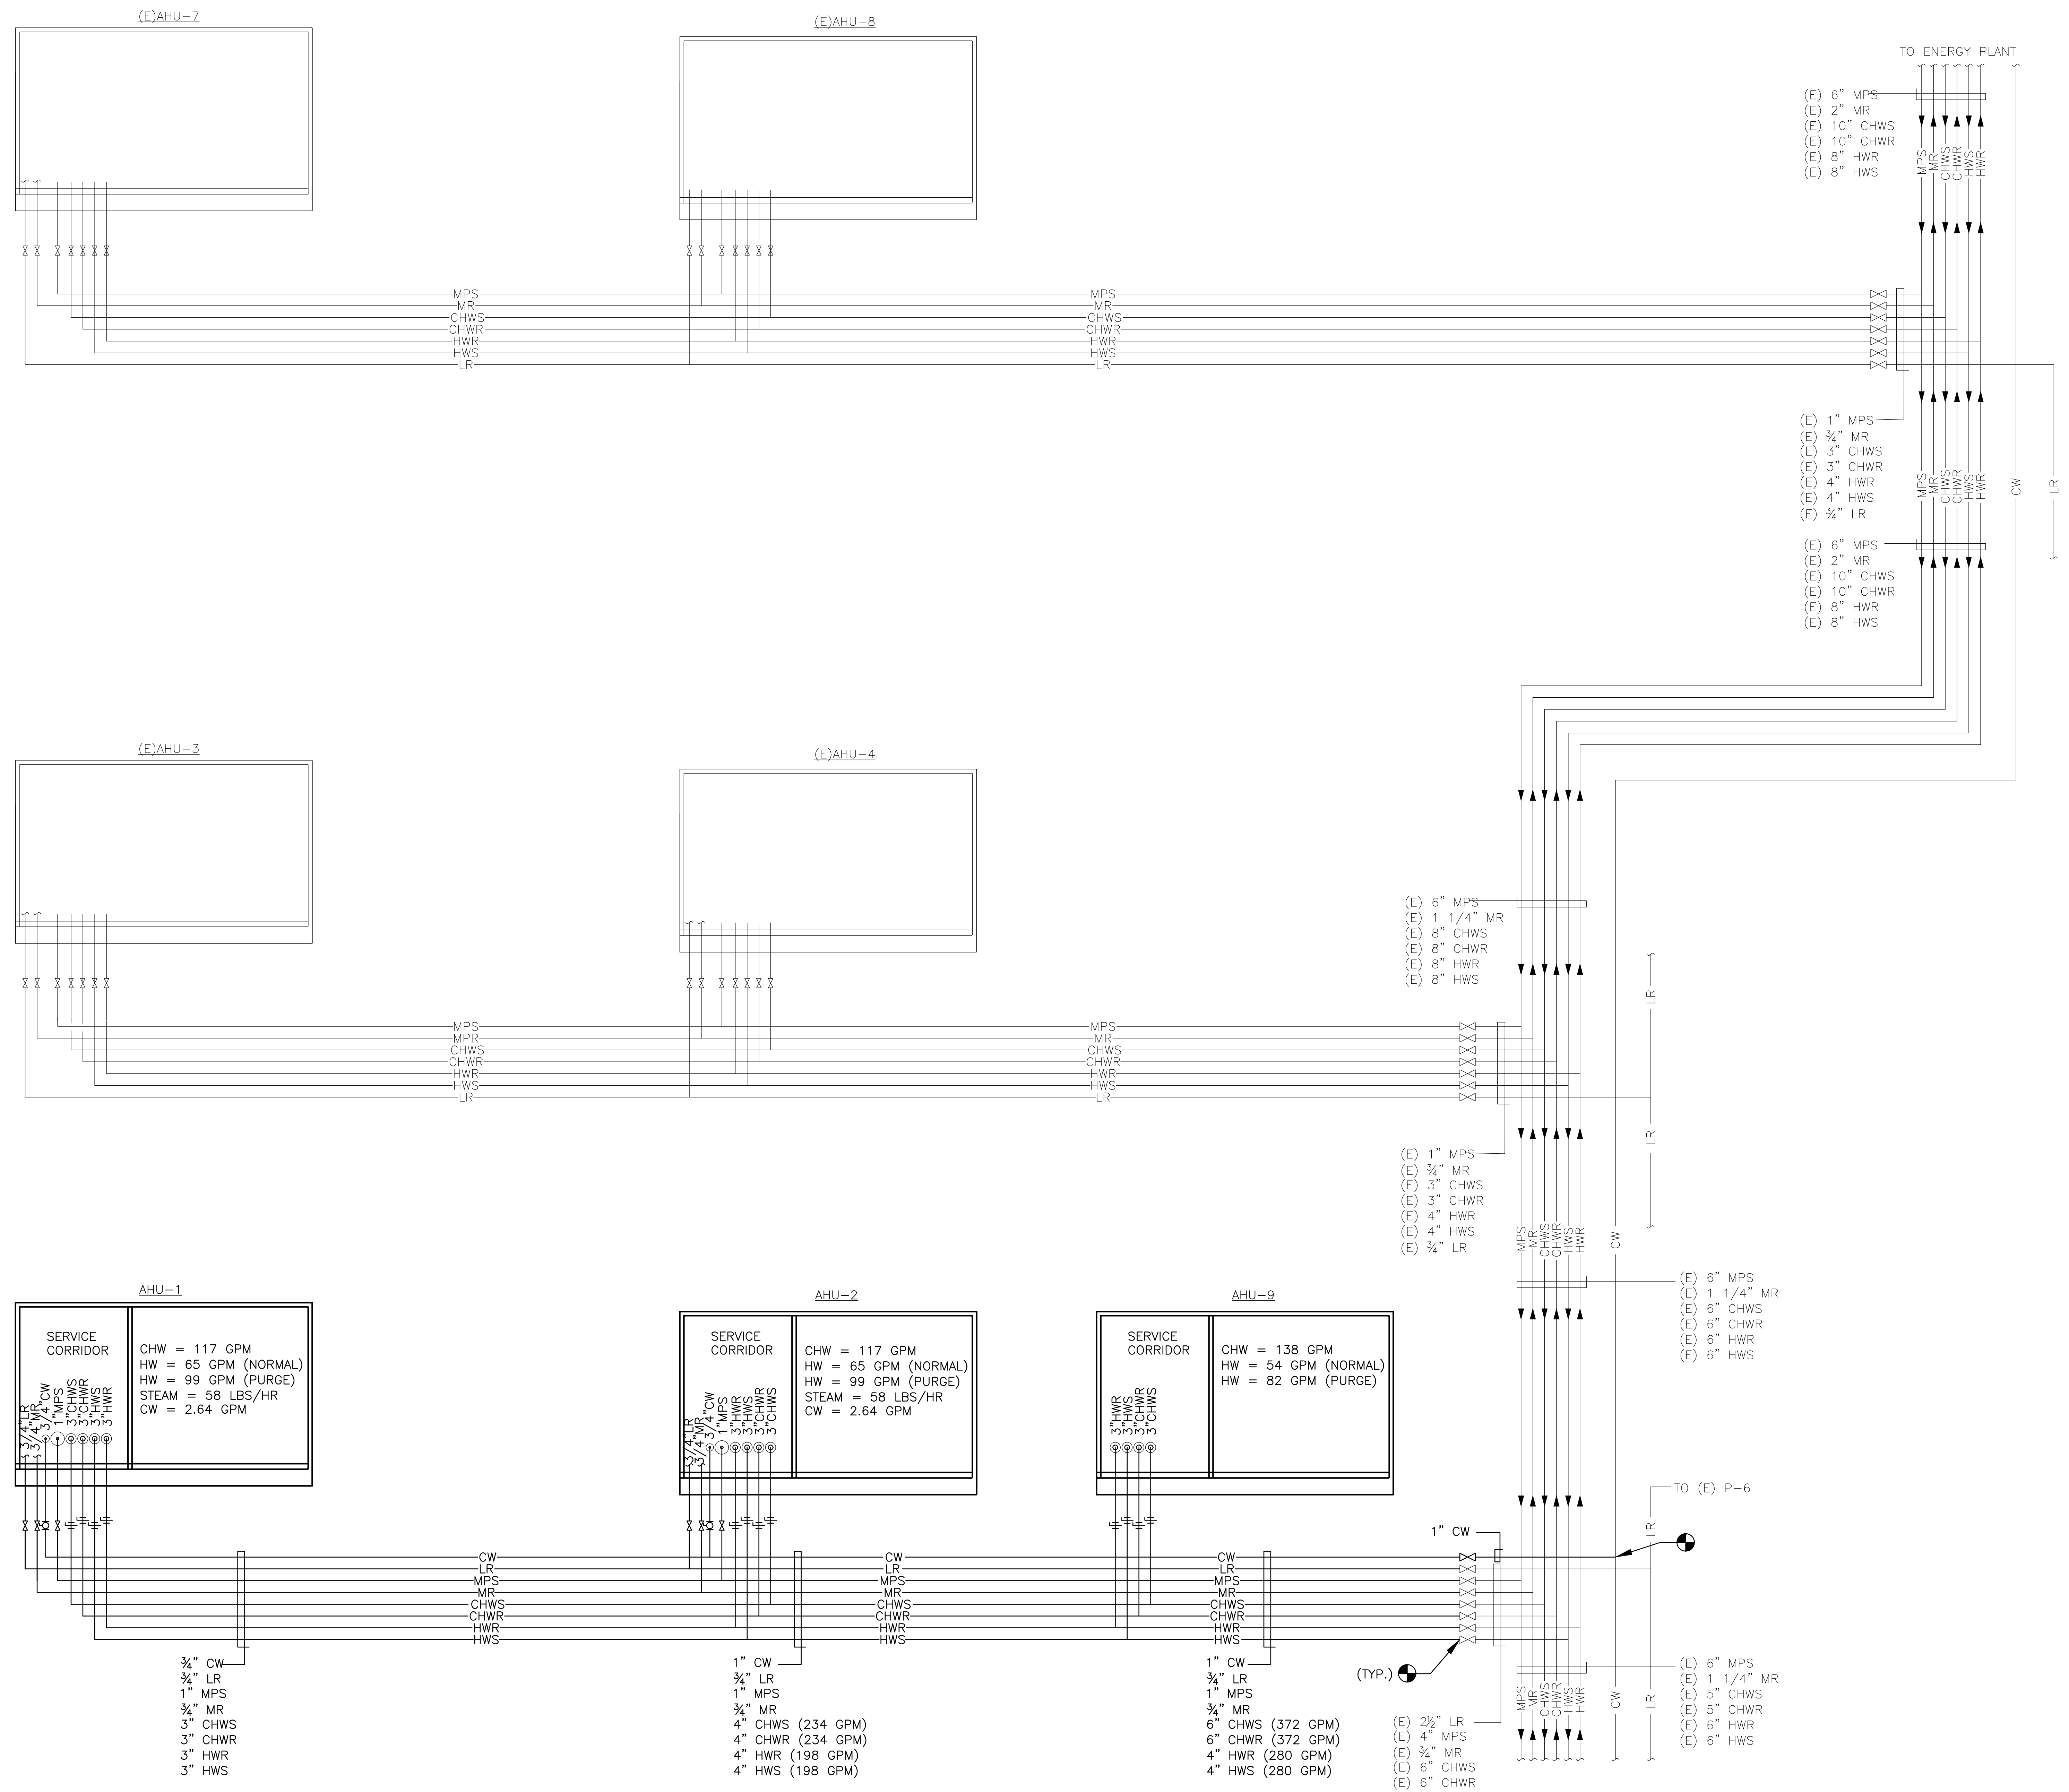 (E)AHU-7
(E)AHU-8
TO ENERGY PLANT
(E) 6" MPS
(E) 2" MR
(E) 10" CHWS
(E) 10" CHWR
(E) 8" HWR
(E) 8" HWS
MPS
MR
CHWS
CHWR
HWS
HWR
MPS
MR
CHWS
CHWR
HWR
HWS
LR
MPS
MR
CHWS
CHWR
HWR
HWS
LR
(E) 1" MPS
(E) ¾" MR
(E) 3" CHWS
(E) 3" CHWR
(E) 4" HWR
(E) 4" HWS
(E) ¾" LR
MPS
MR
CHWS
CHWR
HWS
HWR
CW
LR
(E) 6" MPS
(E) 2" MR
(E) 10" CHWS
(E) 10" CHWR
(E) 8" HWR
(E) 8" HWS
(E)AHU-3
(E)AHU-4
(E) 6" MPS
(E) 1 1/4" MR
(E) 8" CHWS
(E) 8" CHWR
(E) 8" HWR
(E) 8" HWS
LR
MPS
MPR
CHWS
CHWR
HWR
HWS
LR
MPS
MR
CHWS
CHWR
HWR
HWS
LR
LR
(E) 1" MPS
(E) ¾" MR
(E) 3" CHWS
(E) 3" CHWR
(E) 4" HWR
(E) 4" HWS
(E) ¾" LR
MPS
MR
CHWS
CHWR
HWS
HWR
CW
(E) 6" MPS
(E) 1 1/4" MR
(E) 6" CHWS
(E) 6" CHWR
(E) 6" HWR
(E) 6" HWS
AHU-1
SERVICE
CORRIDOR
CHW = 117 GPM
HW = 65 GPM (NORMAL)
HW = 99 GPM (PURGE)
STEAM = 58 LBS/HR
CW = 2.64 GPM
3/4"LR
3/4"MR
3/4"CW
1"MPS
3"CHWS
3"CHWR
3"HWS
3"HWR
AHU-2
SERVICE
CORRIDOR
CHW = 117 GPM
HW = 65 GPM (NORMAL)
HW = 99 GPM (PURGE)
STEAM = 58 LBS/HR
CW = 2.64 GPM
3/4"LR
3/4"MR
3/4"CW
1"MPS
3"HWR
3"HWS
3"CHWR
3"CHWS
AHU-9
SERVICE
CORRIDOR
CHW = 138 GPM
HW = 54 GPM (NORMAL)
HW = 82 GPM (PURGE)
3"HWR
3"HWS
3"CHWR
3"CHWS
TO (E) P-6
LR
1" CW
CW
LR
MPS
MR
CHWS
CHWR
HWR
HWS
CW
LR
MPS
MR
CHWS
CHWR
HWR
HWS
CW
LR
MPS
MR
CHWS
CHWR
HWR
HWS
¾" CW
¾" LR
1" MPS
¾" MR
3" CHWS
3" CHWR
3" HWR
3" HWS
1" CW
¾" LR
1" MPS
¾" MR
4" CHWS (234 GPM)
4" CHWR (234 GPM)
4" HWR (198 GPM)
4" HWS (198 GPM)
1" CW
¾" LR
1" MPS
¾" MR
6" CHWS (372 GPM)
6" CHWR (372 GPM)
4" HWR (280 GPM)
4" HWS (280 GPM)
(TYP.)
(E) 2½" LR
(E) 4" MPS
(E) ¾" MR
(E) 6" CHWS
(E) 6" CHWR
MPS
MR
CHWS
CHWR
HWS
HWR
CW
LR
(E) 6" MPS
(E) 1 1/4" MR
(E) 5" CHWS
(E) 5" CHWR
(E) 6" HWR
(E) 6" HWS